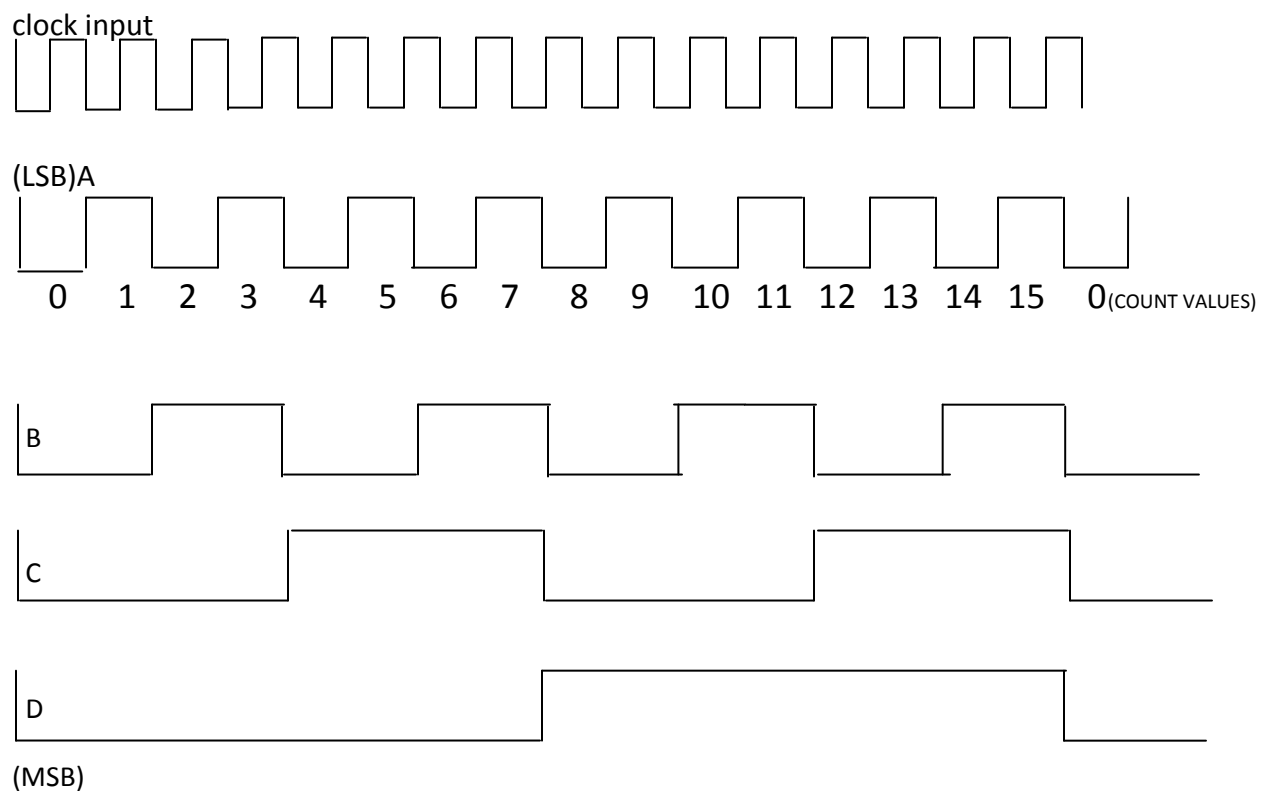 clock input
(LSB)A
0 1 2 3 4 5 6 7 8 9 10 11 12 13 14 15 0(COUNT VALUES)
B
C
D
(MSB)